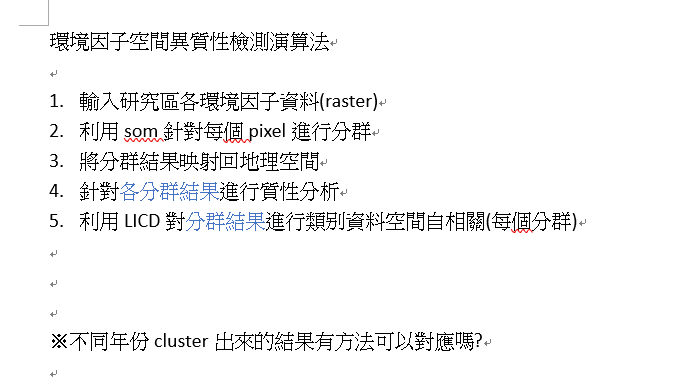 環境因子空間異質性檢測演算法
1. 輸入研究區各環境因子資料(raster)
2. 利用 som 針對每個 pixel 進行分群
3. 將分群結果映射回地理空間
4. 針對各分群結果進行質性分析
5. 利用 LICD 對分群結果進行類別資料空間自相關(每個分群)
※不同年份 cluster 出來的結果有方法可以對應嗎?